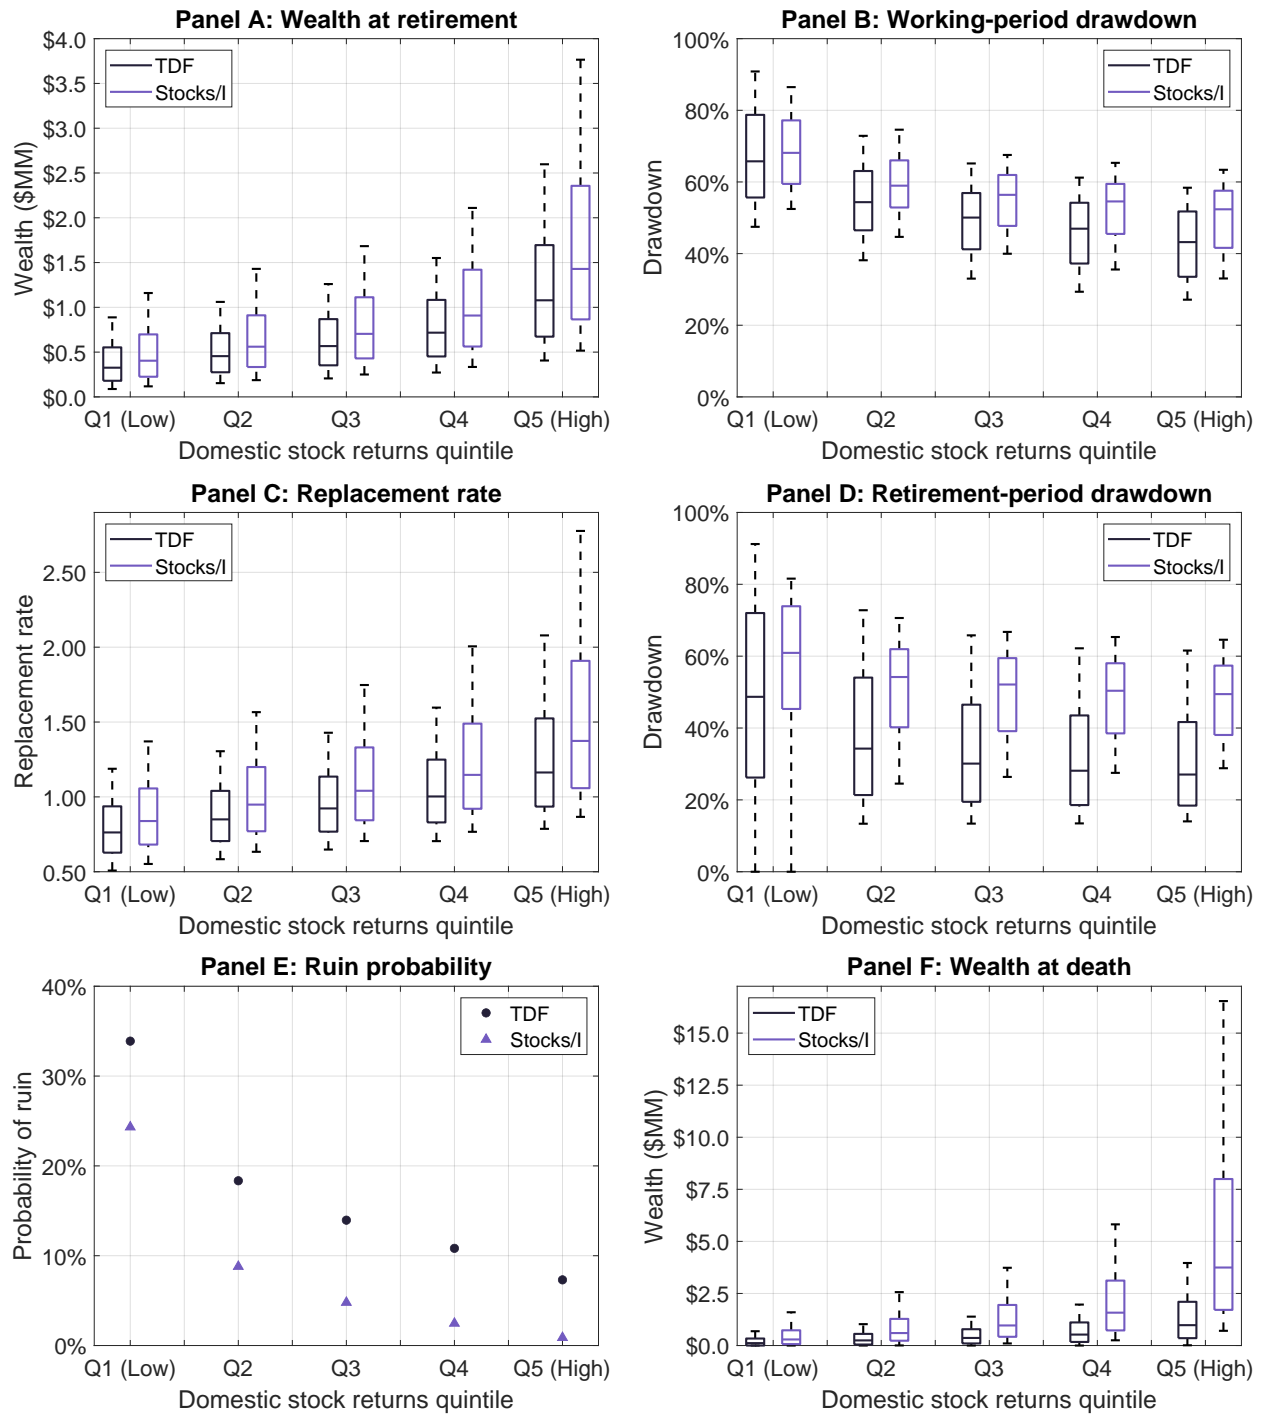 Panel A: Wealth at retirement
$4.0
$3.5
$3.0
$2.5
$2.0
$1.5
$1.0
$0.5
$0.0
Wealth ($MM)
TDF
Stocks/I
Q1 (Low) Q2 Q3 Q4 Q5 (High)
Domestic stock returns quintile
Panel B: Working-period drawdown
100%
80%
60%
40%
20%
0%
Drawdown
TDF
Stocks/I
Q1 (Low) Q2 Q3 Q4 Q5 (High)
Domestic stock returns quintile
Panel C: Replacement rate
2.50
2.00
1.50
1.00
0.50
Replacement rate
TDF
Stocks/I
Q1 (Low) Q2 Q3 Q4 Q5 (High)
Domestic stock returns quintile
Panel D: Retirement-period drawdown
100%
80%
60%
40%
20%
0%
Drawdown
TDF
Stocks/I
Q1 (Low) Q2 Q3 Q4 Q5 (High)
Domestic stock returns quintile
Panel E: Ruin probability
40%
30%
20%
10%
0%
Probability of ruin
TDF
Stocks/I
Q1 (Low) Q2 Q3 Q4 Q5 (High)
Domestic stock returns quintile
Panel F: Wealth at death
$15.0
$12.5
$10.0
$7.5
$5.0
$2.5
$0.0
Wealth ($MM)
TDF
Stocks/I
Q1 (Low) Q2 Q3 Q4 Q5 (High)
Domestic stock returns quintile